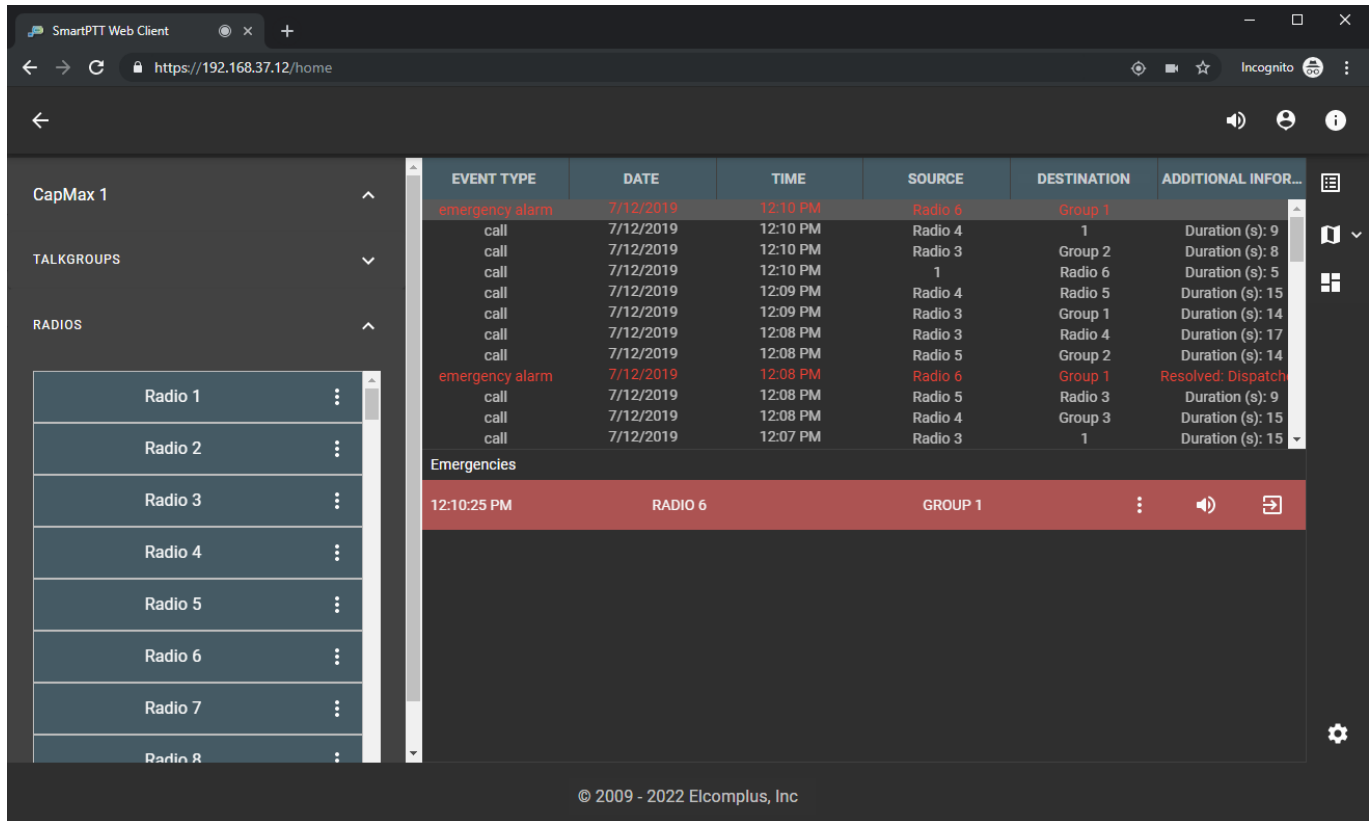 SmartPTT Web Client
https://192.168.37.12/home
Incognito
CapMax 1
TALKGROUPS
RADIOS
Radio 1
Radio 2
Radio 3
Radio 4
Radio 5
Radio 6
Radio 7
Radio 8
EVENT TYPE DATE TIME SOURCE DESTINATION ADDITIONAL INFOR...
emergency alarm 7/12/2019 12:10 PM Radio 6 Group 1
call 7/12/2019 12:10 PM Radio 4 1 Duration (s): 9
call 7/12/2019 12:10 PM Radio 3 Group 2 Duration (s): 8
call 7/12/2019 12:10 PM 1 Radio 6 Duration (s): 5
call 7/12/2019 12:09 PM Radio 4 Radio 5 Duration (s): 15
call 7/12/2019 12:09 PM Radio 3 Group 1 Duration (s): 14
call 7/12/2019 12:08 PM Radio 3 Radio 4 Duration (s): 17
call 7/12/2019 12:08 PM Radio 5 Group 2 Duration (s): 14
emergency alarm 7/12/2019 12:08 PM Radio 6 Group 1 Resolved: Dispatch
call 7/12/2019 12:08 PM Radio 5 Radio 3 Duration (s): 9
call 7/12/2019 12:08 PM Radio 4 Group 3 Duration (s): 15
call 7/12/2019 12:07 PM Radio 3 1 Duration (s): 15
Emergencies
12:10:25 PM RADIO 6 GROUP 1
© 2009 - 2022 Elcomplus, Inc